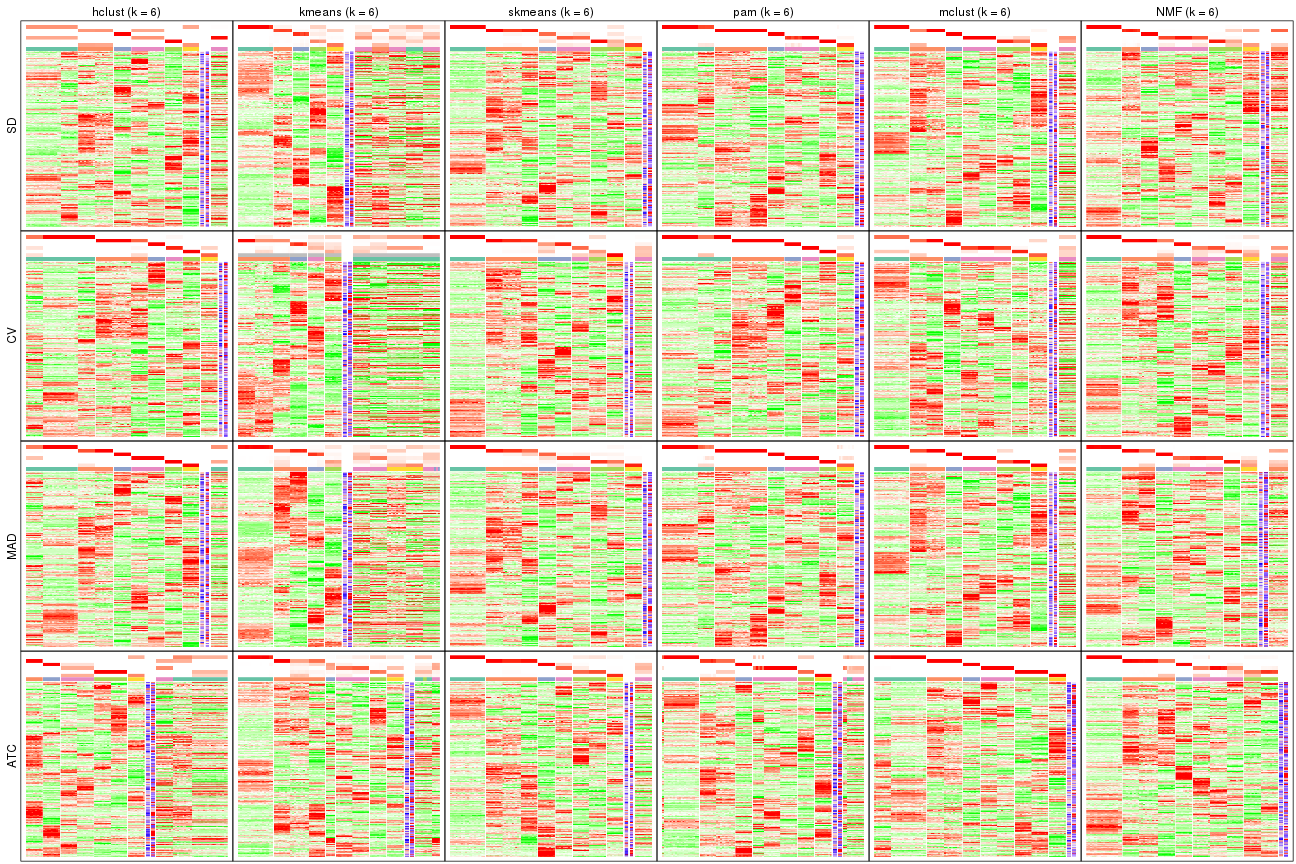 hclust (k = 6) kmeans (k = 6) skmeans (k = 6) pam (k = 6) mclust (k = 6) NMF (k = 6)
SD
CV
MAD
ATC